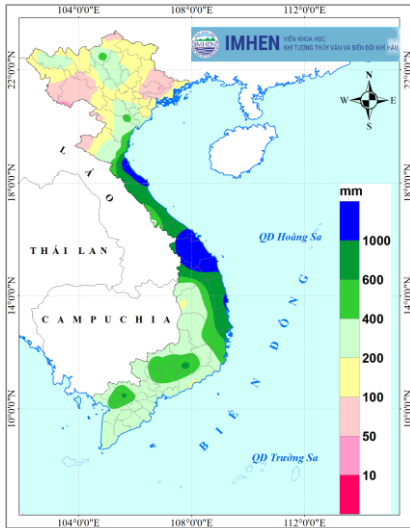 104°0'0"E 108°0'0"E 112°0'0"E
IMHEN
VIỆN KHOA HỌC
KHÍ TƯỢNG THỦY VĂN VÀ BIẾN ĐỔI KHÍ HẬU
22°0'0"N
N
W E
S
LÀO
18°0'0"N
mm
1000
600
400
200
100
50
10
QĐ Hoàng Sa
THÁI LAN
14°0'0"N
CAMPUCHIA
BIỂN ĐÔNG
10°0'0"N
QĐ Trường Sa
104°0'0"E 108°0'0"E 112°0'0"E